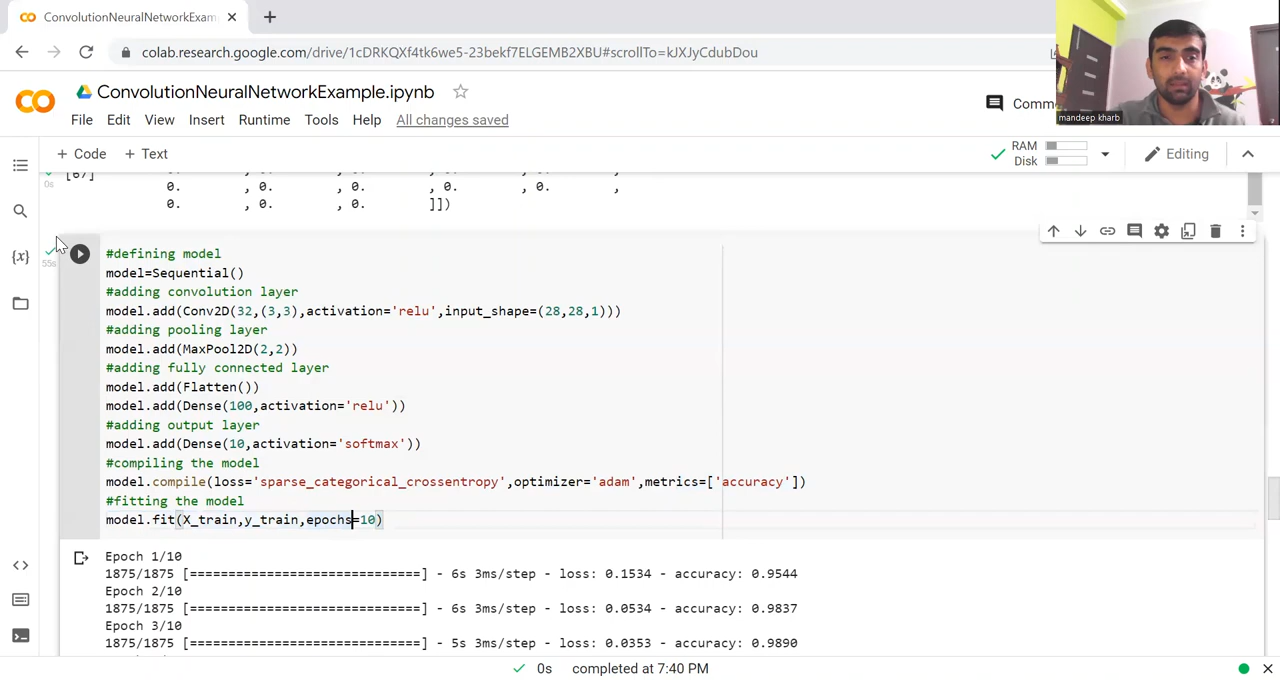 ConvolutionNeuralNetworkExam
colab.research.google.com/drive/1cDRKQXf4tk6we5-23bekf7ELGEMB2XBU#scrollTo=kJXJyCdubDou
mandeep kharb
ConvolutionNeuralNetworkExample.ipynb
Comm
File Edit View Insert Runtime Tools Help All changes saved
+ Code + Text
RAM
Disk
Editing
0s
0. , 0. , 0. , 0. , 0. ,
0. , 0. , 0. ]])
55s
#defining model
model=Sequential()
#adding convolution layer
model.add(Conv2D(32,(3,3),activation='relu',input_shape=(28,28,1)))
#adding pooling layer
model.add(MaxPool2D(2,2))
#adding fully connected layer
model.add(Flatten())
model.add(Dense(100,activation='relu'))
#adding output layer
model.add(Dense(10,activation='softmax'))
#compiling the model
model.compile(loss='sparse_categorical_crossentropy',optimizer='adam',metrics=['accuracy'])
#fitting the model
model.fit(X_train,y_train,epochs=10)
Epoch 1/10
1875/1875 [==============================] - 6s 3ms/step - loss: 0.1534 - accuracy: 0.9544
Epoch 2/10
1875/1875 [==============================] - 6s 3ms/step - loss: 0.0534 - accuracy: 0.9837
Epoch 3/10
1875/1875 [==============================] - 5s 3ms/step - loss: 0.0353 - accuracy: 0.9890
0s completed at 7:40 PM